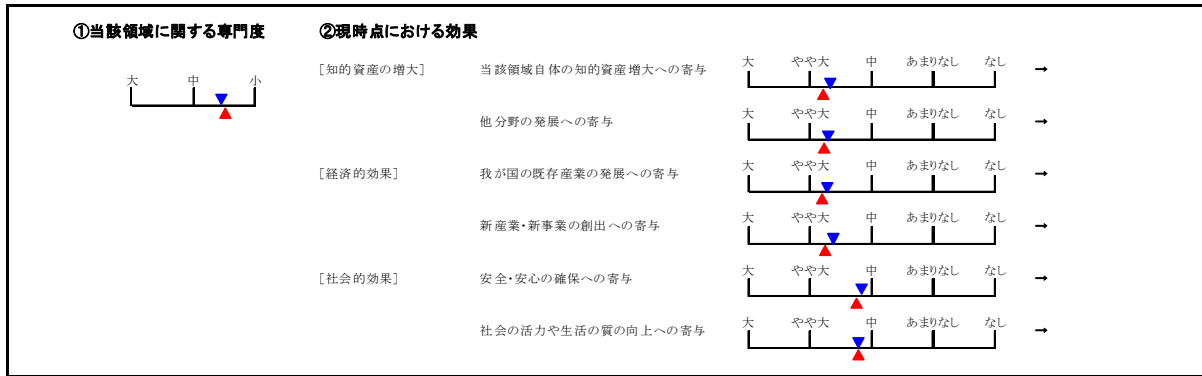 ①当該領域に関する専門度 ②現時点における効果
大 中 小
[知的資産の増大] 当該領域自体の知的資産増大への寄与 大 やや大 中 あまりなし なし →
他分野の発展への寄与 大 やや大 中 あまりなし なし →
[経済的効果] 我が国の既存産業の発展への寄与 大 やや大 中 あまりなし なし →
新産業・新事業の創出への寄与 大 やや大 中 あまりなし なし →
[社会的効果] 安全・安心の確保への寄与 大 やや大 中 あまりなし なし →
社会の活力や生活の質の向上への寄与 大 やや大 中 あまりなし なし →